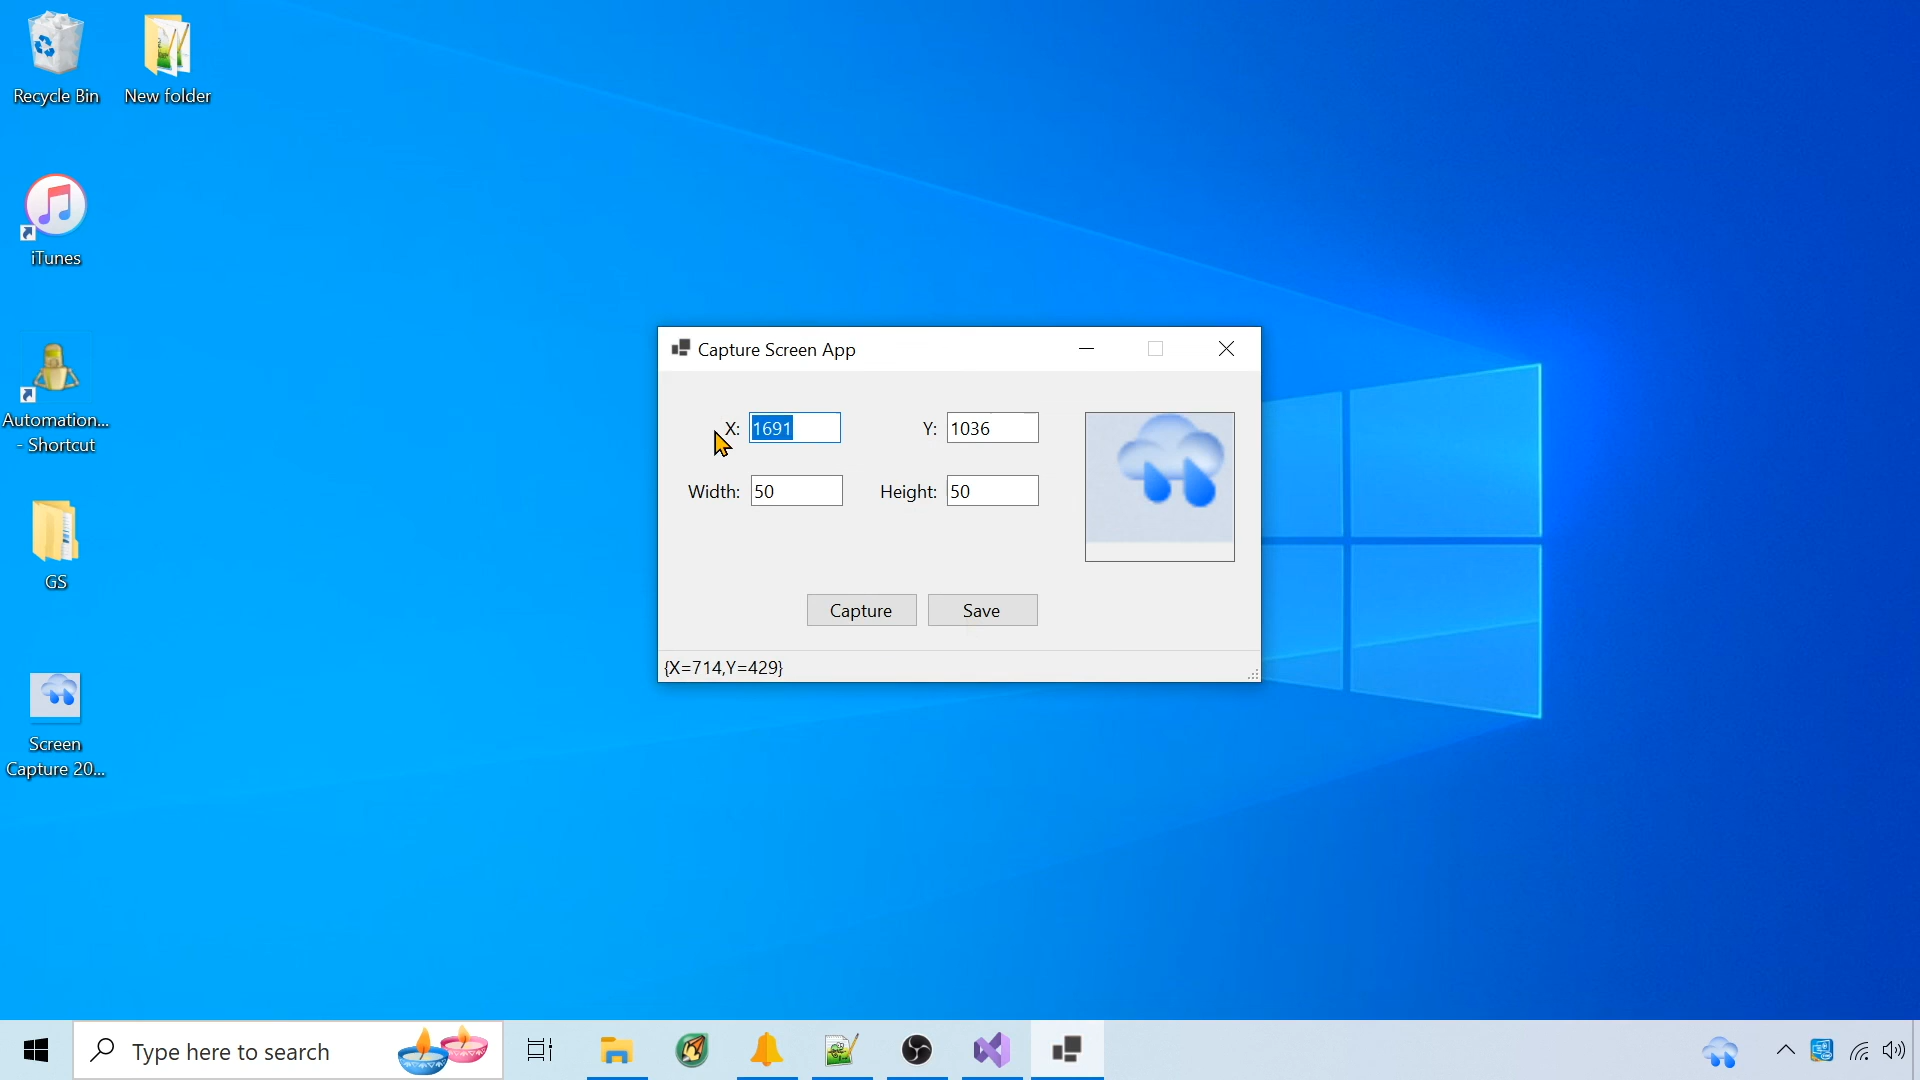 Recycle Bin
New folder
iTunes
Automation...
- Shortcut
GS
Screen
Capture 20...
Capture Screen App
X: 1691 Y: 1036
Width: 50 Height: 50
Capture Save
{X=714,Y=429}
Type here to search